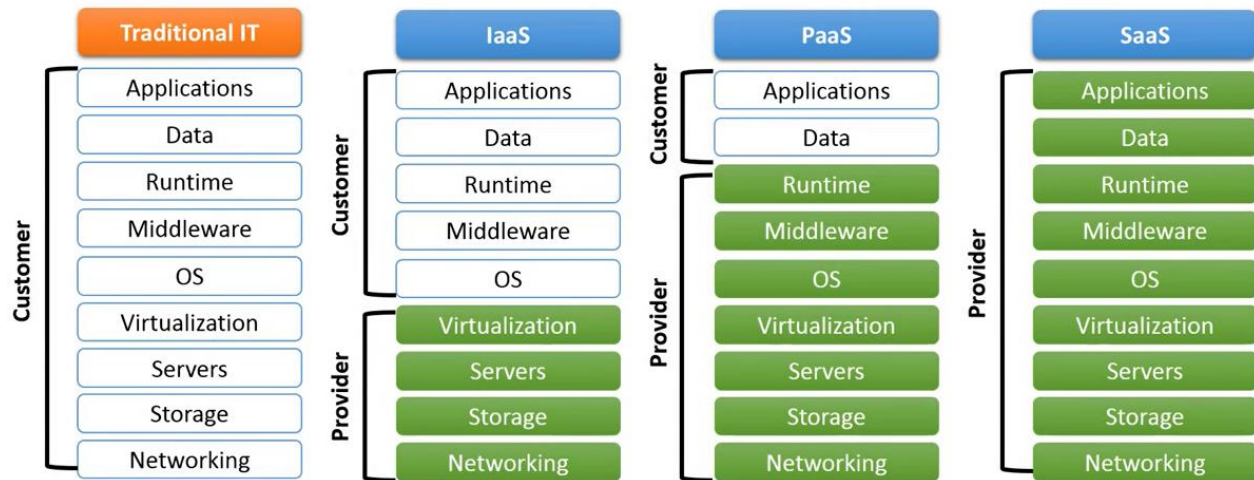 Traditional IT
Customer
Applications
Data
Runtime
Middleware
OS
Virtualization
Servers
Storage
Networking
IaaS
Customer
Applications
Data
Runtime
Middleware
OS
Provider
Virtualization
Servers
Storage
Networking
PaaS
Customer
Applications
Data
Provider
Runtime
Middleware
OS
Virtualization
Servers
Storage
Networking
SaaS
Provider
Applications
Data
Runtime
Middleware
OS
Virtualization
Servers
Storage
Networking